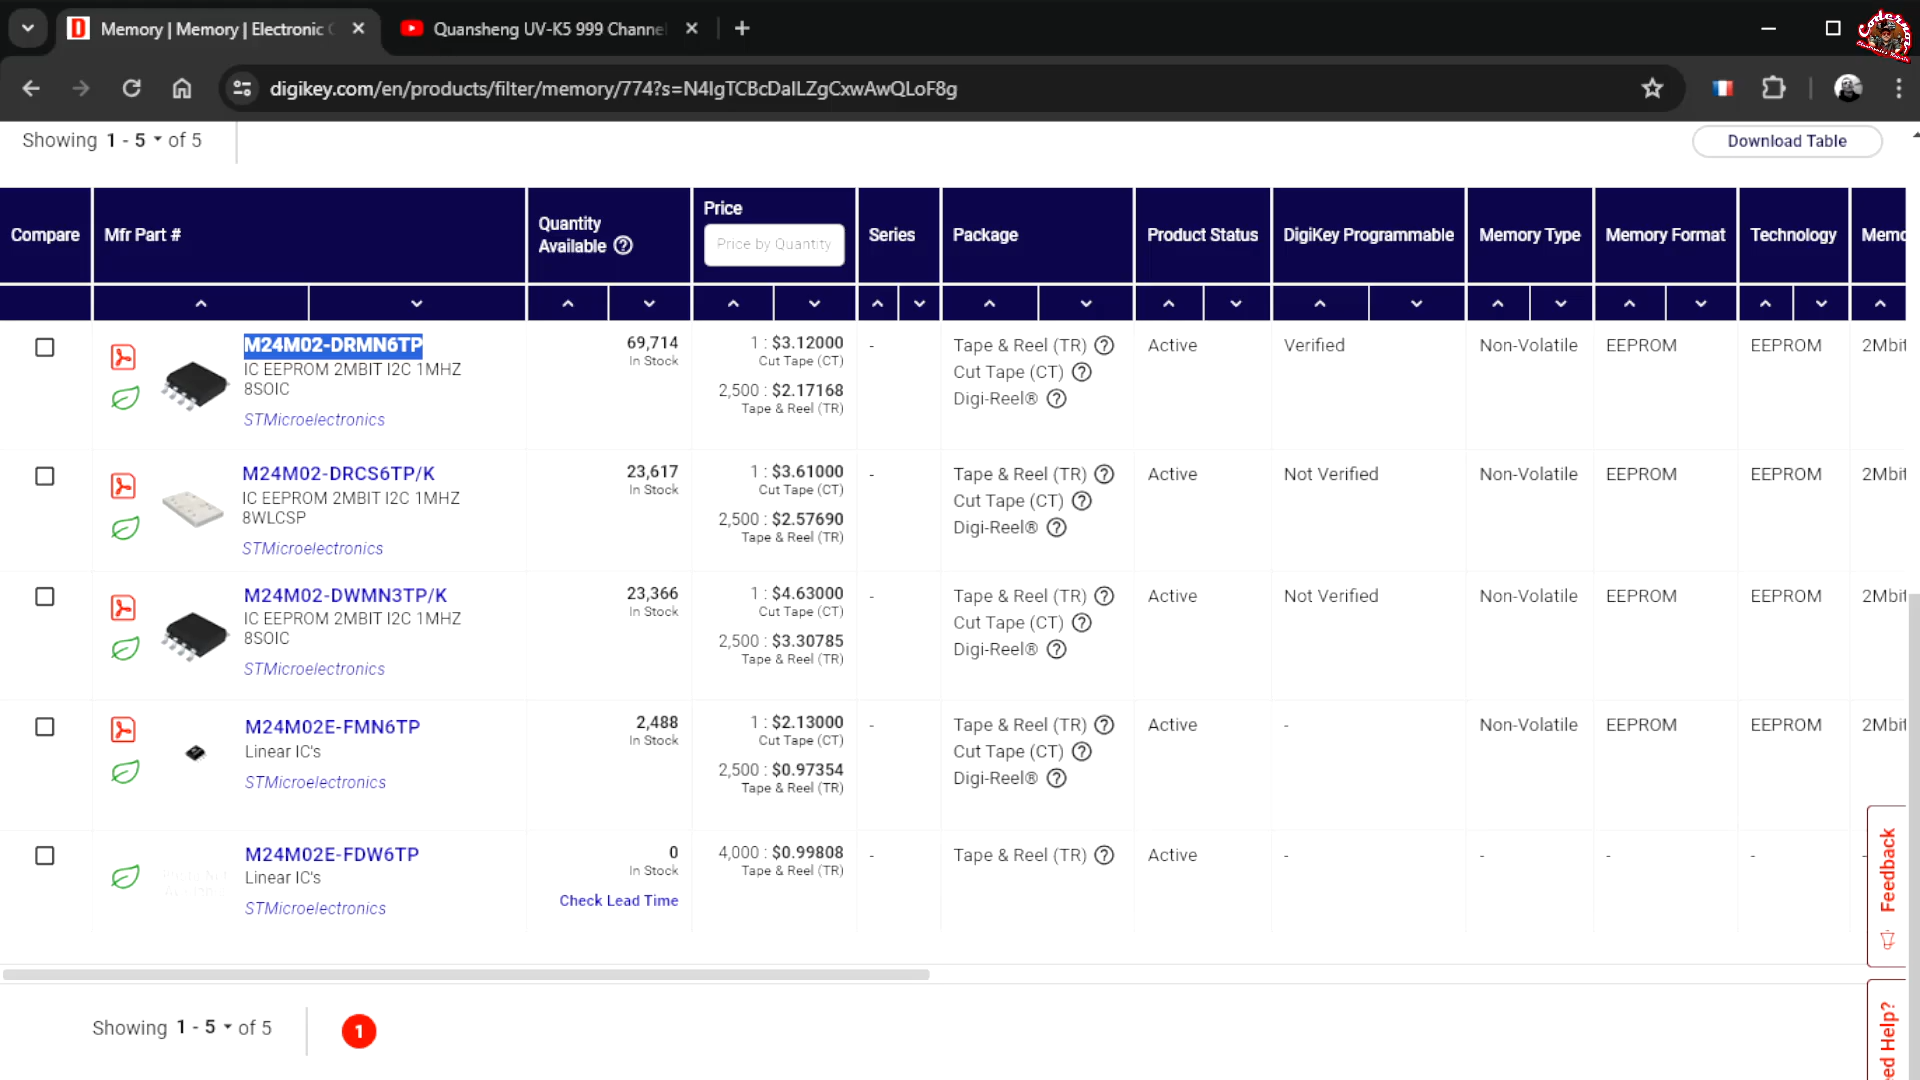 Memory | Memory | Electronic C
Quansheng UV-K5 999 Channel
digikey.com/en/products/filter/memory/774?s=N4IgTCBcDaILZgCxwAwQLoF8g
Showing 1 - 5 of 5
Download Table
Compare
Mfr Part #
Quantity
Available
Price
Price by Quantity
Series
Package
Product Status
DigiKey Programmable
Memory Type
Memory Format
Technology
Memo
M24M02-DRMN6TP
IC EEPROM 2MBIT I2C 1MHZ
8SOIC
STMicroelectronics
69,714
In Stock
1 : $3.12000
Cut Tape (CT)
2,500 : $2.17168
Tape & Reel (TR)
-
Tape & Reel (TR)
Cut Tape (CT)
Digi-Reel®
Active
Verified
Non-Volatile
EEPROM
EEPROM
2Mbit
M24M02-DRCS6TP/K
IC EEPROM 2MBIT I2C 1MHZ
8WLCSP
STMicroelectronics
23,617
In Stock
1 : $3.61000
Cut Tape (CT)
2,500 : $2.57690
Tape & Reel (TR)
-
Tape & Reel (TR)
Cut Tape (CT)
Digi-Reel®
Active
Not Verified
Non-Volatile
EEPROM
EEPROM
2Mbit
M24M02-DWMN3TP/K
IC EEPROM 2MBIT I2C 1MHZ
8SOIC
STMicroelectronics
23,366
In Stock
1 : $4.63000
Cut Tape (CT)
2,500 : $3.30785
Tape & Reel (TR)
-
Tape & Reel (TR)
Cut Tape (CT)
Digi-Reel®
Active
Not Verified
Non-Volatile
EEPROM
EEPROM
2Mbit
M24M02E-FMN6TP
Linear IC's
STMicroelectronics
2,488
In Stock
1 : $2.13000
Cut Tape (CT)
2,500 : $0.97354
Tape & Reel (TR)
-
Tape & Reel (TR)
Cut Tape (CT)
Digi-Reel®
Active
-
Non-Volatile
EEPROM
EEPROM
2Mbit
M24M02E-FDW6TP
Linear IC's
STMicroelectronics
0
In Stock
Check Lead Time
4,000 : $0.99808
Tape & Reel (TR)
-
Tape & Reel (TR)
Active
-
-
-
-
-
Feedback
ed Help?
Showing 1 - 5 of 5
1